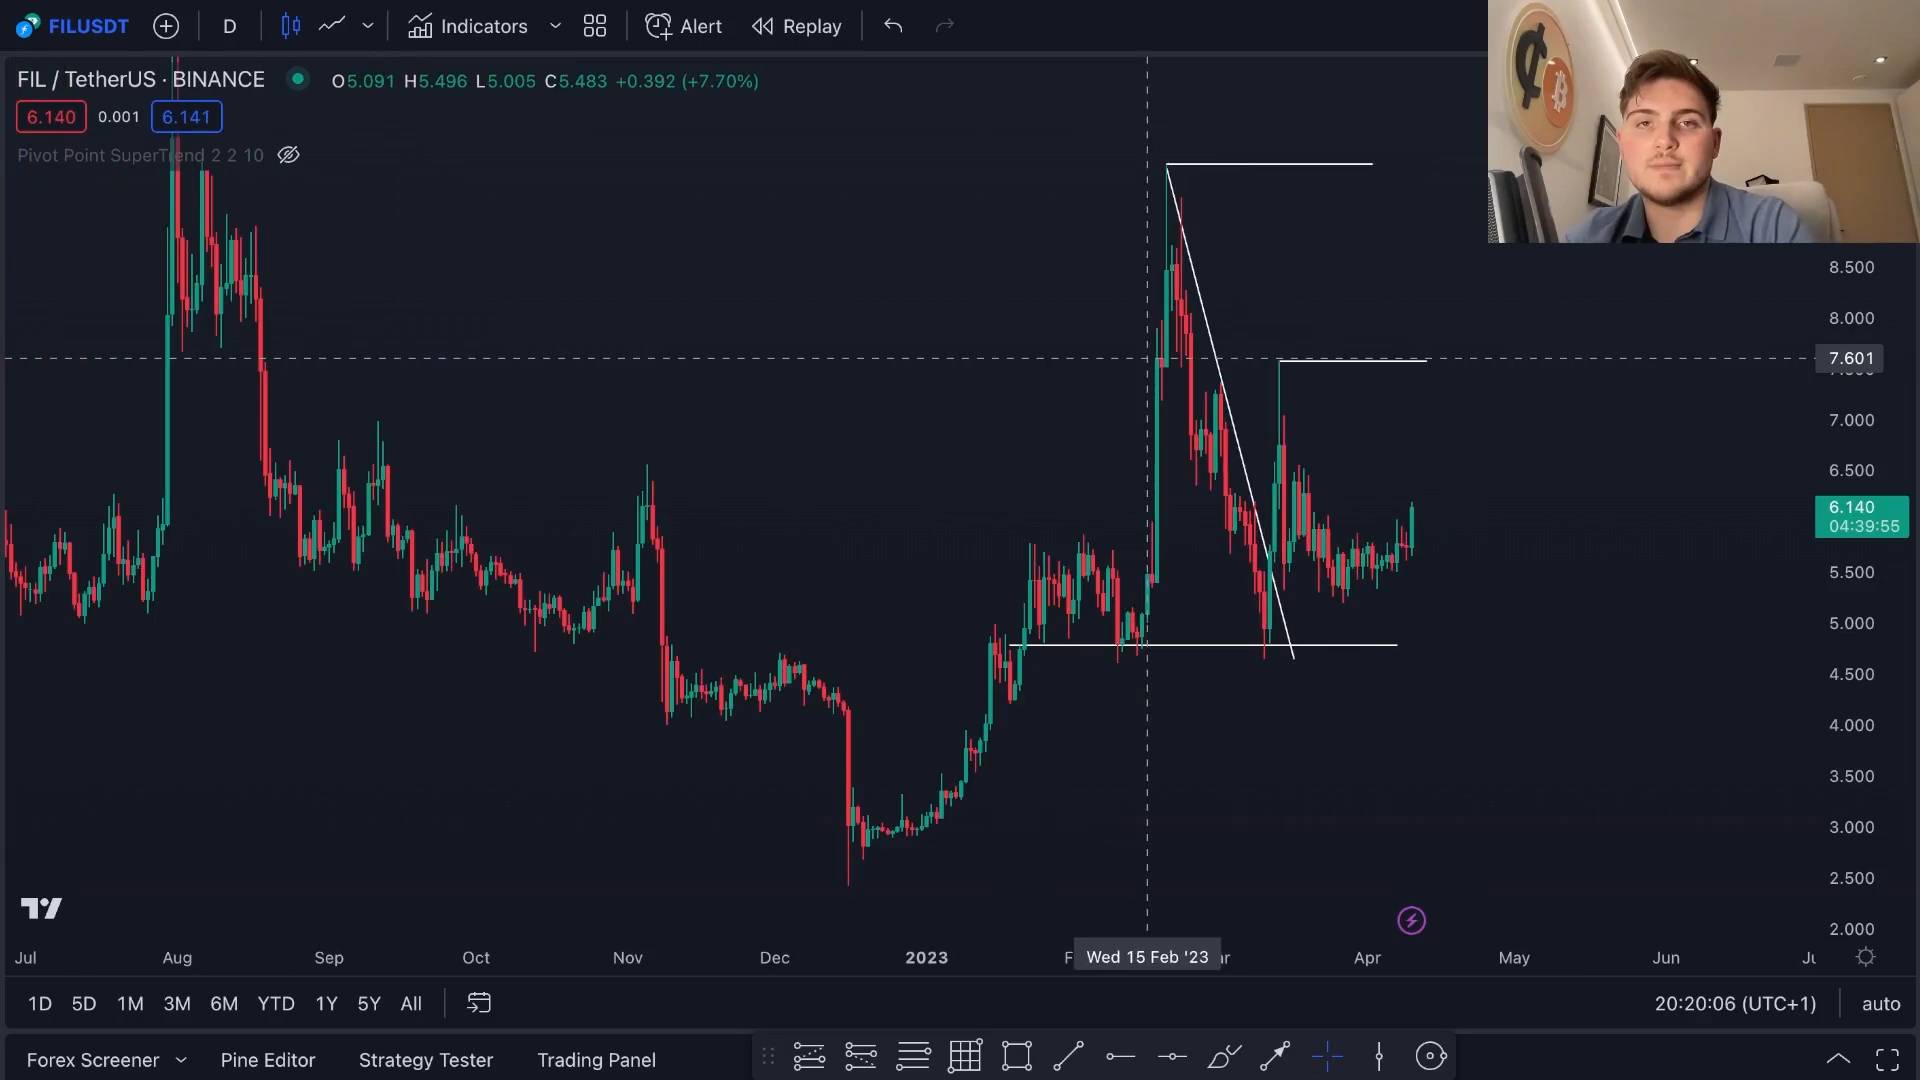 FILUSDT D Indicators Alert Replay
FIL / TetherUS · BINANCE O5.091 H5.496 L5.005 C5.483 +0.392 (+7.70%)
6.140 0.001 6.141
Pivot Point SuperTrend 2 2 10
8.500
8.000
7.601
7.000
6.500
6.140
04:39:55
5.500
5.000
4.500
4.000
3.500
3.000
2.500
2.000
Jul Aug Sep Oct Nov Dec 2023 Wed 15 Feb '23 Apr May Jun
1D 5D 1M 3M 6M YTD 1Y 5Y All 20:20:06 (UTC+1) auto
Forex Screener Pine Editor Strategy Tester Trading Panel